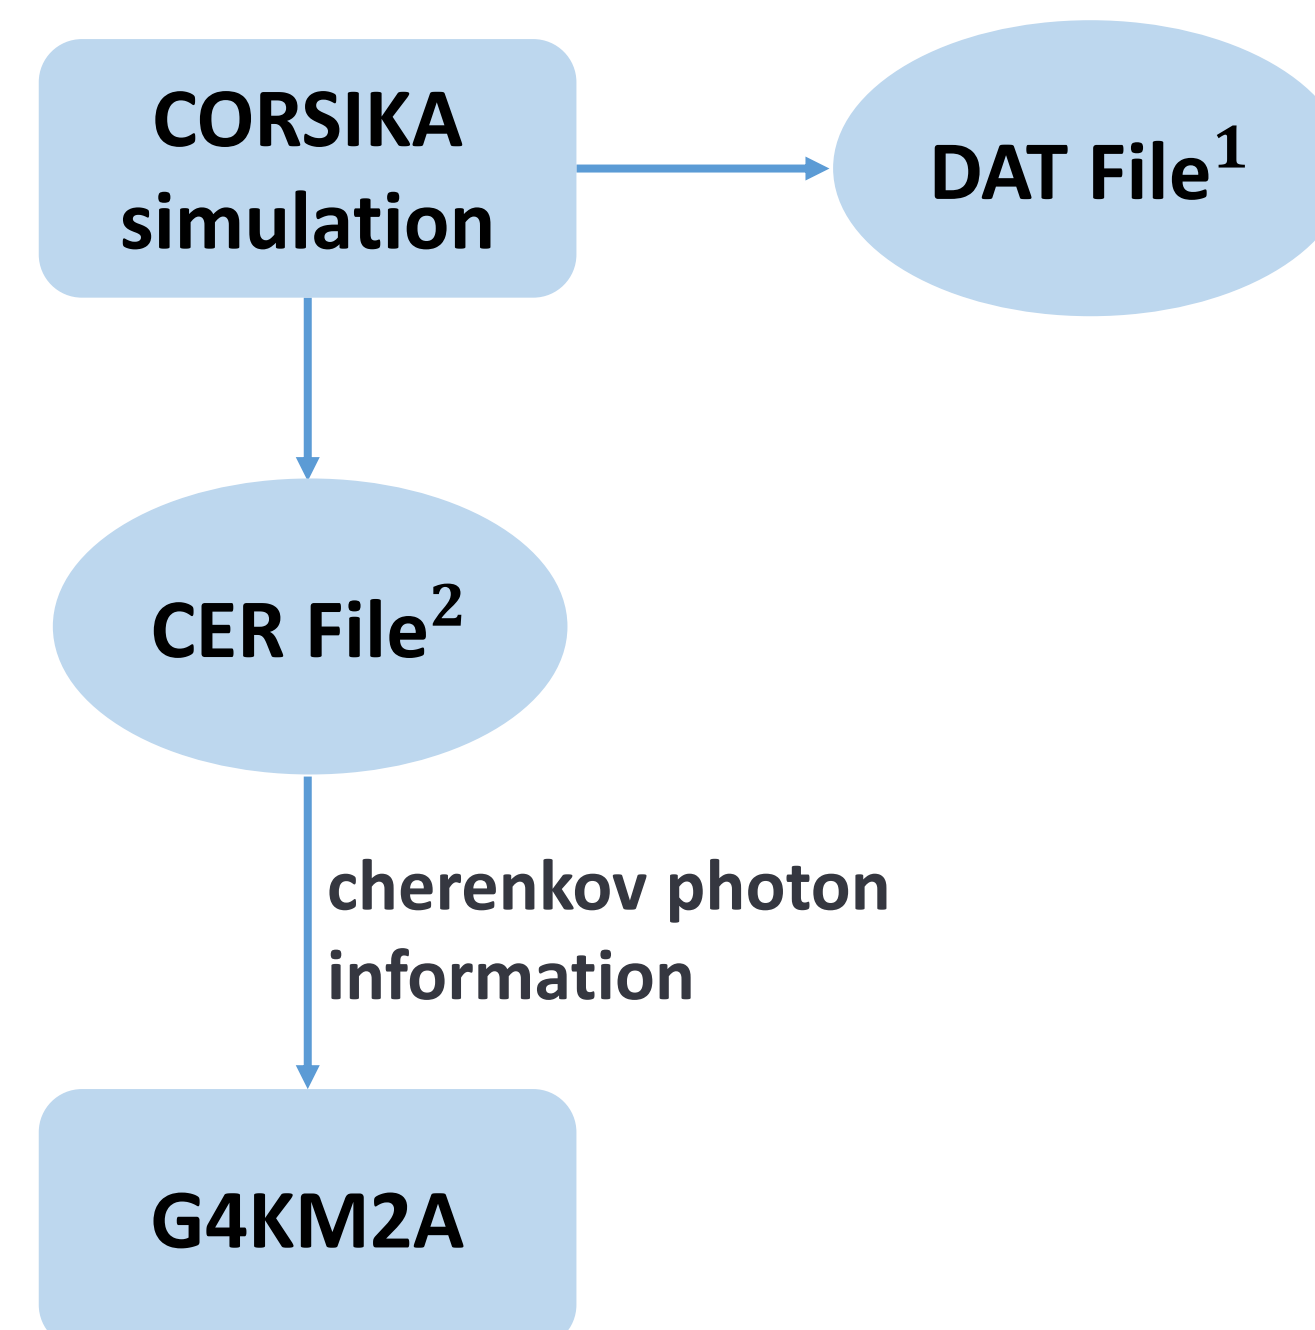 CORSIKA
simulation
DAT File¹
CER File²
cherenkov photon
information
G4KM2A